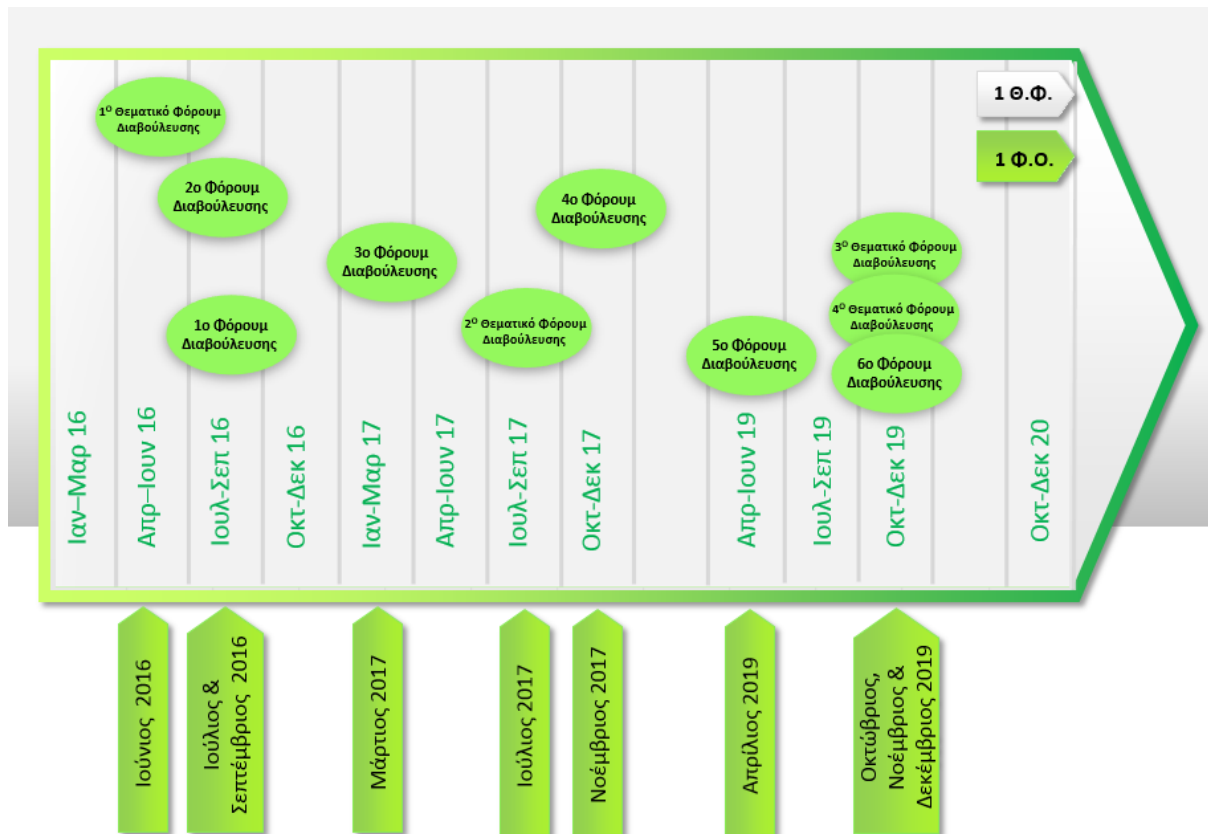 1 Θ.Φ.
1 Φ.Ο.
1ᴼ Θεματικό Φόρουμ
Διαβούλευσης
2ο Φόρουμ
Διαβούλευσης
1ο Φόρουμ
Διαβούλευσης
3ο Φόρουμ
Διαβούλευσης
2ᴼ Θεματικό Φόρουμ
Διαβούλευσης
4ο Φόρουμ
Διαβούλευσης
5ο Φόρουμ
Διαβούλευσης
3ᴼ Θεματικό Φόρουμ
Διαβούλευσης
4ᴼ Θεματικό Φόρουμ
Διαβούλευσης
6ο Φόρουμ
Διαβούλευσης
Ιαν–Μαρ 16
Απρ–Ιουν 16
Ιουλ-Σεπ 16
Οκτ-Δεκ 16
Ιαν-Μαρ 17
Απρ-Ιουν 17
Ιουλ-Σεπ 17
Οκτ-Δεκ 17
Απρ-Ιουν 19
Ιουλ-Σεπ 19
Οκτ-Δεκ 19
Οκτ-Δεκ 20
Ιούνιος 2016
Ιούλιος &
Σεπτέμβριος 2016
Μάρτιος 2017
Ιούλιος 2017
Νοέμβριος 2017
Απρίλιος 2019
Οκτώβριος,
Νοέμβριος &
Δεκέμβριος 2019